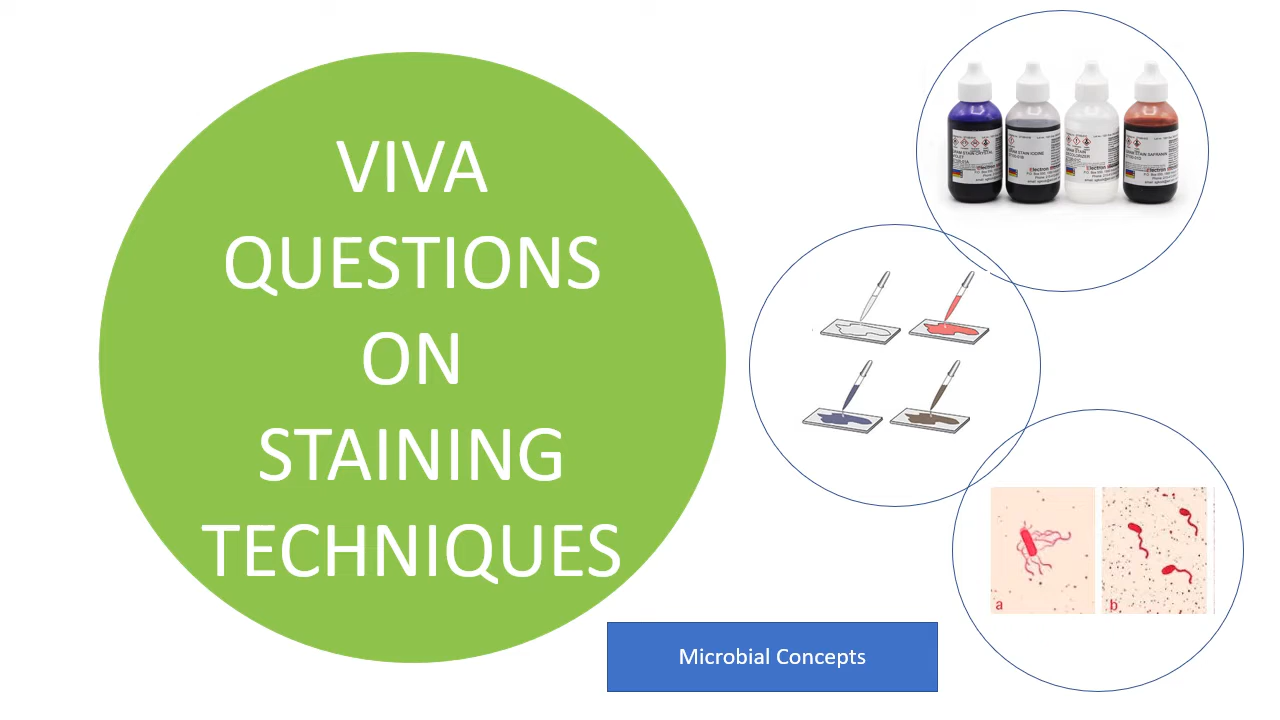 VIVA
QUESTIONS
ON
STAINING
TECHNIQUES
Microbial Concepts
a
b